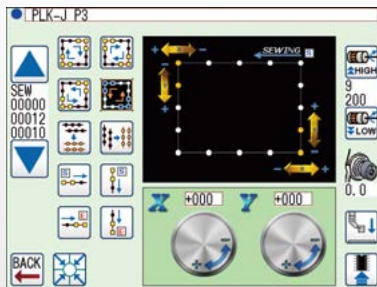 PLK-J P3
SEWING S
SEW
00000
00012
00010
HIGH
9
200
LOW
0.0
S
S
L
L
X +000 Y +000
BACK